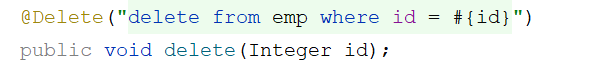 @Delete("delete from emp where id = #{id}")
public void delete(Integer id);